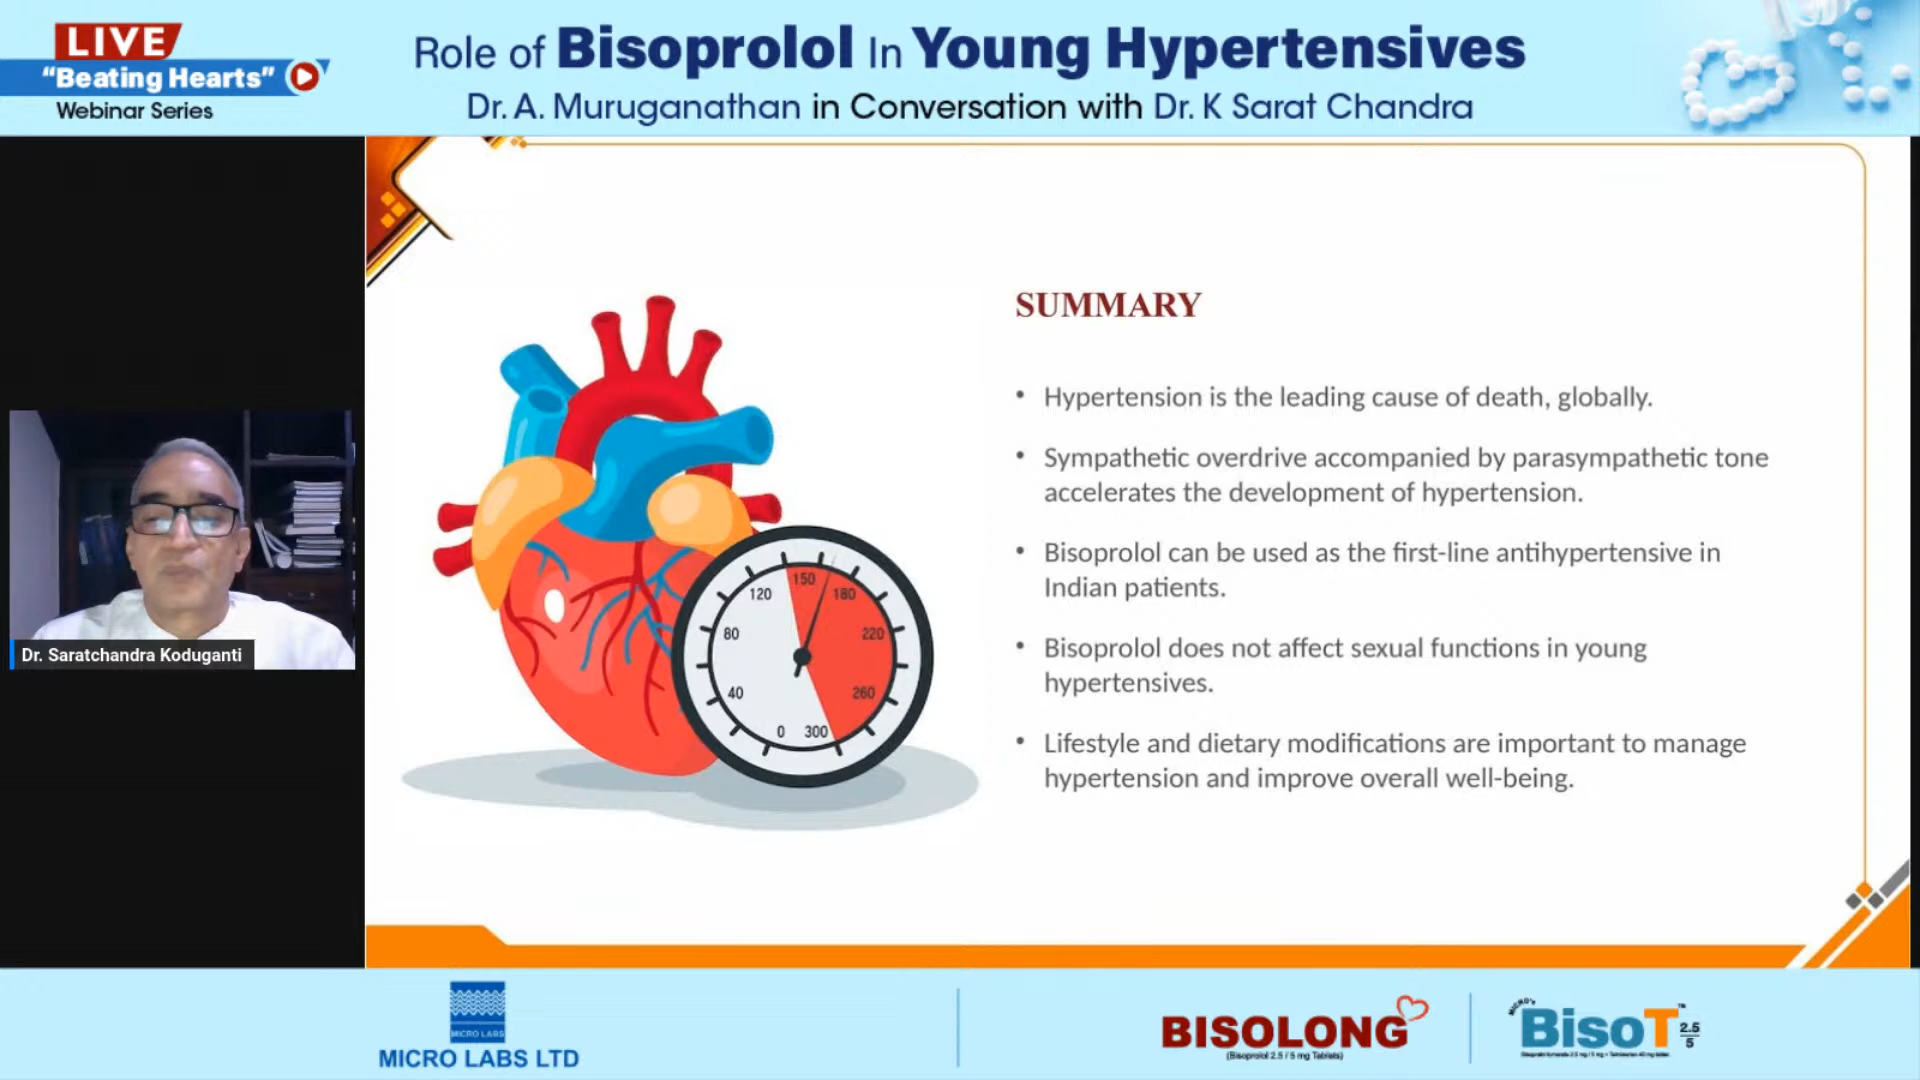 LIVE
“Beating Hearts”
Webinar Series
Role of Bisoprolol In Young Hypertensives
Dr. A. Muruganathan in Conversation with Dr. K Sarat Chandra
Dr. Saratchandra Koduganti
SUMMARY
• Hypertension is the leading cause of death, globally.
• Sympathetic overdrive accompanied by parasympathetic tone
accelerates the development of hypertension.
• Bisoprolol can be used as the first-line antihypertensive in
Indian patients.
• Bisoprolol does not affect sexual functions in young
hypertensives.
• Lifestyle and dietary modifications are important to manage
hypertension and improve overall well-being.
0
40
80
120
150
180
220
260
300
MICRO LABS
MICRO LABS LTD
BISOLONG
(Bisoprolol 2.5 / 5 mg Tablets)
MICRO's
BisoT™ 2.5
5